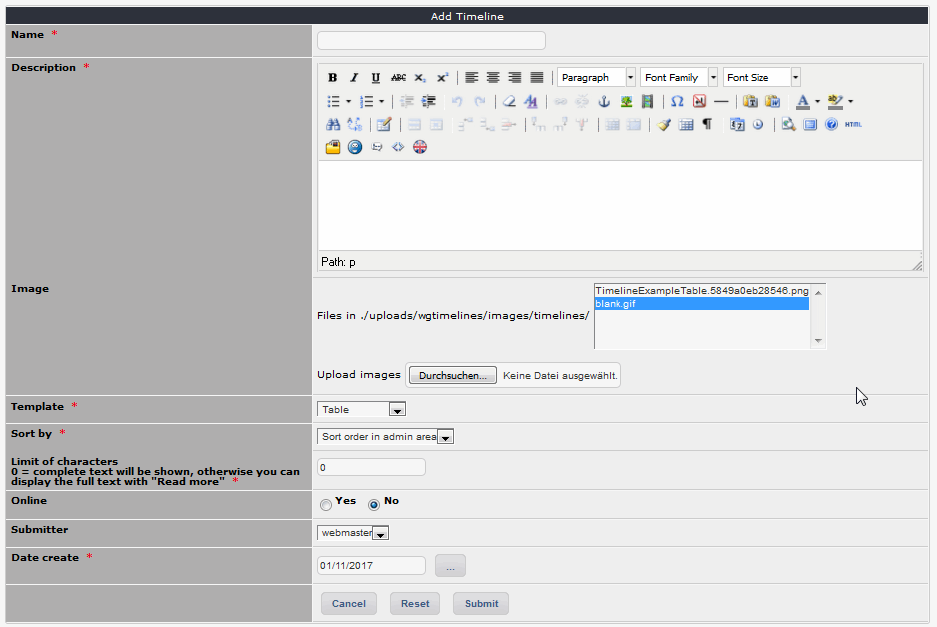 Add Timeline
Name *
Description *
B I U ABC x₂ x² Paragraph Font Family Font Size
HTML
Path: p
Image
TimelineExampleTable.5849a0eb28546.png
blank.gif
Files in ./uploads/wgtimelines/images/timelines/
Upload images Durchsuchen... Keine Datei ausgewählt.
Template * Table
Sort by * Sort order in admin area
Limit of characters
0 = complete text will be shown, otherwise you can
display the full text with "Read more" *
0
Online Yes No
Submitter webmaster
Date create * 01/11/2017 ...
Cancel Reset Submit